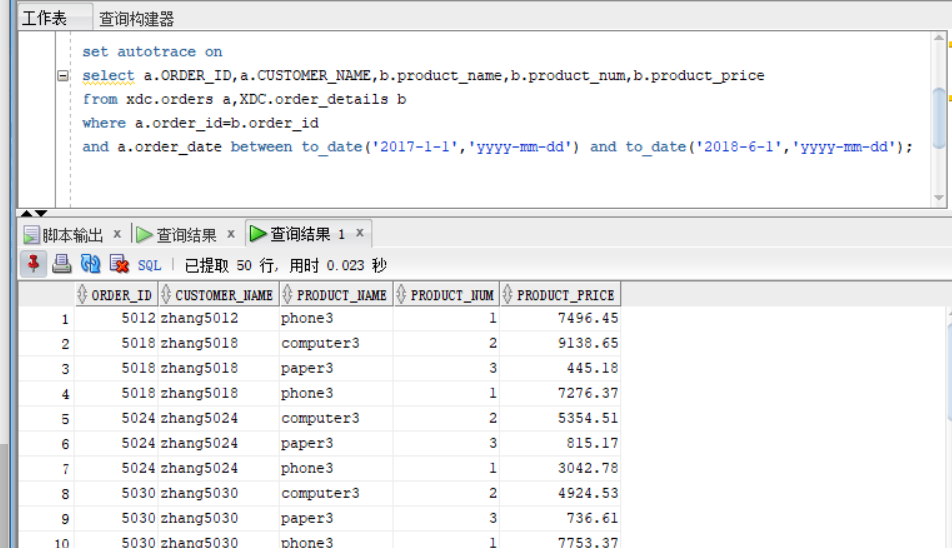 工作表 查询构建器
set autotrace on
select a.ORDER_ID,a.CUSTOMER_NAME,b.product_name,b.product_num,b.product_price
from xdc.orders a,XDC.order_details b
where a.order_id=b.order_id
and a.order_date between to_date('2017-1-1','yyyy-mm-dd') and to_date('2018-6-1','yyyy-mm-dd');
脚本输出 x 查询结果 x 查询结果 1 x
SQL | 已提取 50 行, 用时 0.023 秒
ORDER_ID CUSTOMER_NAME PRODUCT_NAME PRODUCT_NUM PRODUCT_PRICE
1 5012 zhang5012 phone3 1 7496.45
2 5018 zhang5018 computer3 2 9138.65
3 5018 zhang5018 paper3 3 445.18
4 5018 zhang5018 phone3 1 7276.37
5 5024 zhang5024 computer3 2 5354.51
6 5024 zhang5024 paper3 3 815.17
7 5024 zhang5024 phone3 1 3042.78
8 5030 zhang5030 computer3 2 4924.53
9 5030 zhang5030 paper3 3 736.61
10 5030 zhang5030 phone3 1 7753.37